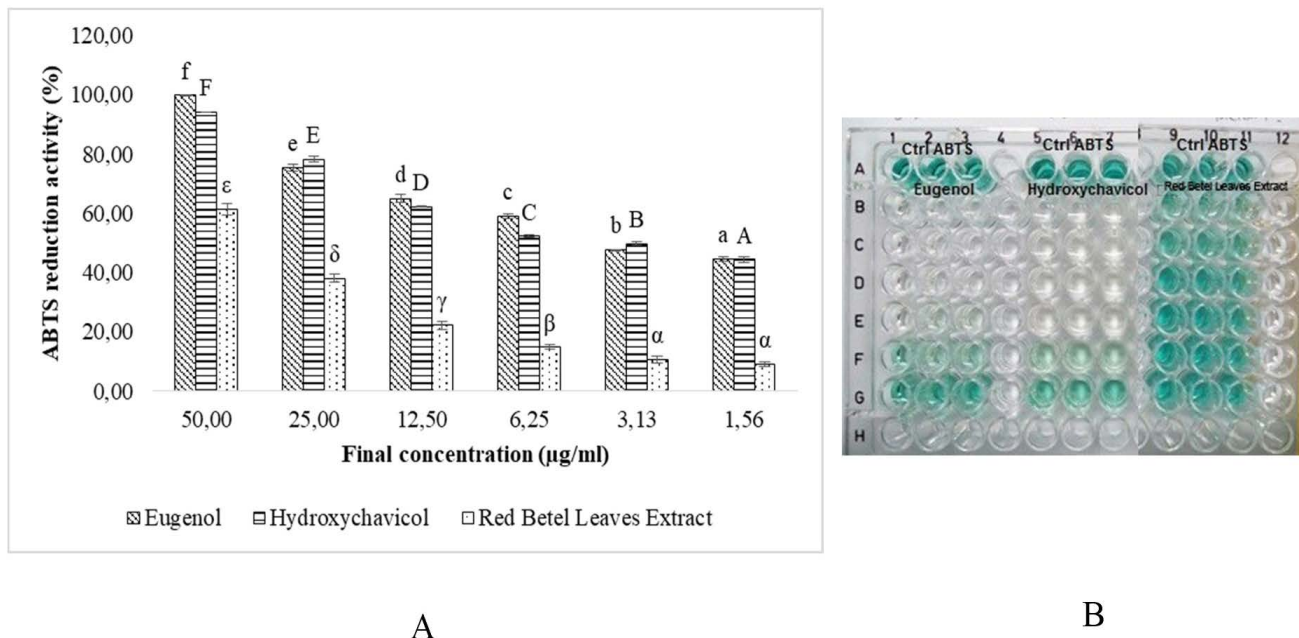 120,00
100,00
80,00
60,00
40,00
20,00
0,00
ABTS reduction activity (%)
f F ε
e E δ
d D γ
c C β
b B α
a A α
50,00 25,00 12,50 6,25 3,13 1,56
Final concentration (µg/ml)
Eugenol Hydroxychavicol Red Betel Leaves Extract
A
1 2 3 4 5 6 7 9 10 11 12
Ctrl ABTS Ctrl ABTS Ctrl ABTS
A
Eugenol Hydroxychavicol Red Betel Leaves Extract
B
C
D
E
F
G
H
B